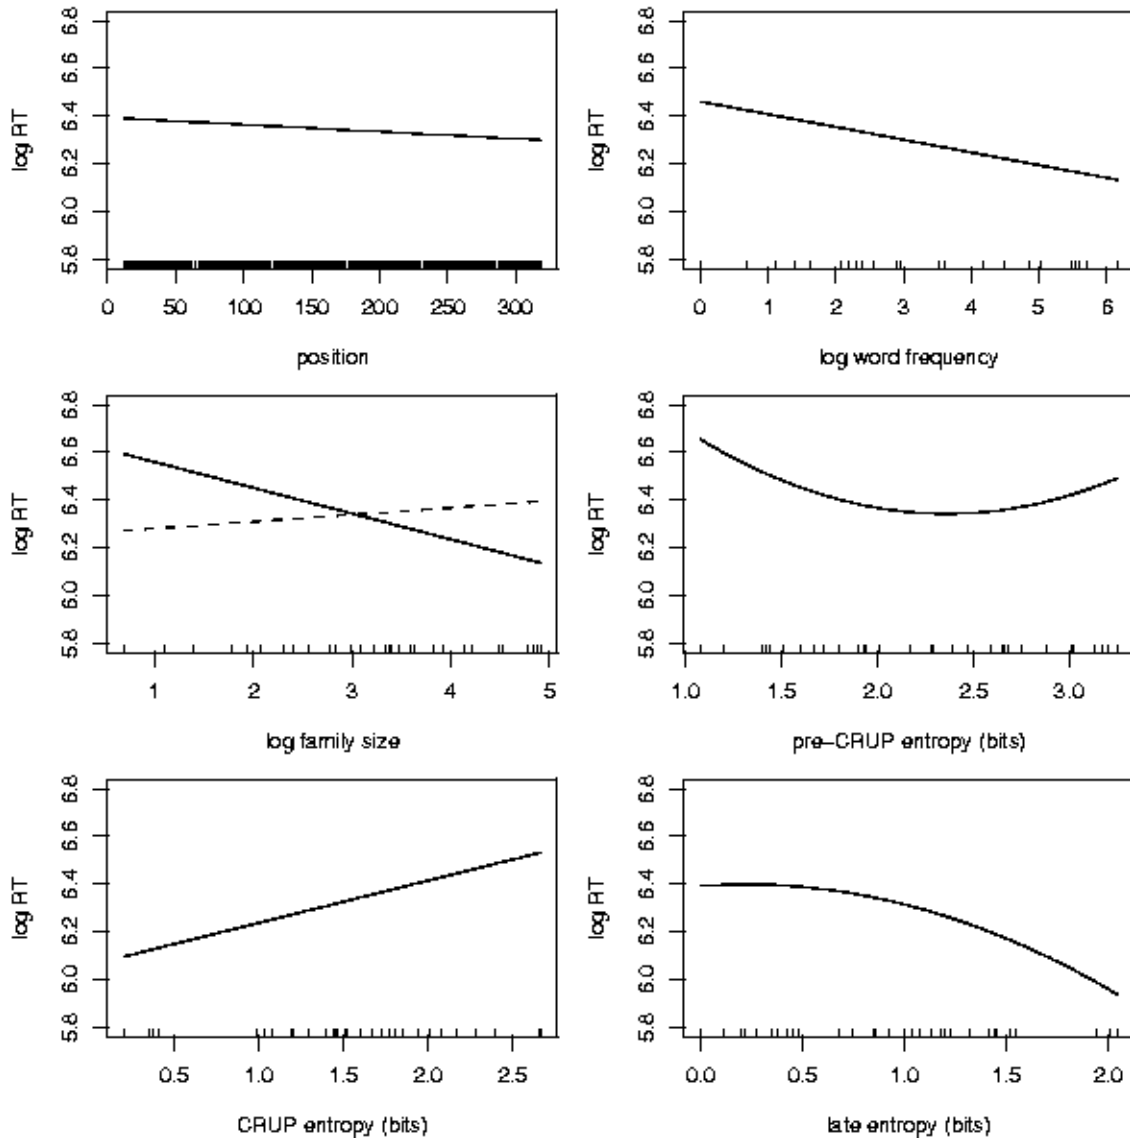 6.8 6.8
6.6 6.6
6.4 6.4
log RT log RT
6.2 6.2
6.0 6.0
5.8 5.8
0 50 100 150 200 250 300 0 1 2 3 4 5 6
position log word frequency
6.8 6.8
6.6 6.6
6.4 6.4
log RT log RT
6.2 6.2
6.0 6.0
5.8 5.8
1 2 3 4 5 1.0 1.5 2.0 2.5 3.0
log family size pre-CRUP entropy (bits)
6.8 6.8
6.6 6.6
6.4 6.4
log RT log RT
6.2 6.2
6.0 6.0
5.8 5.8
0.5 1.0 1.5 2.0 2.5 0.0 0.5 1.0 1.5 2.0
CRUP entropy (bits) late entropy (bits)